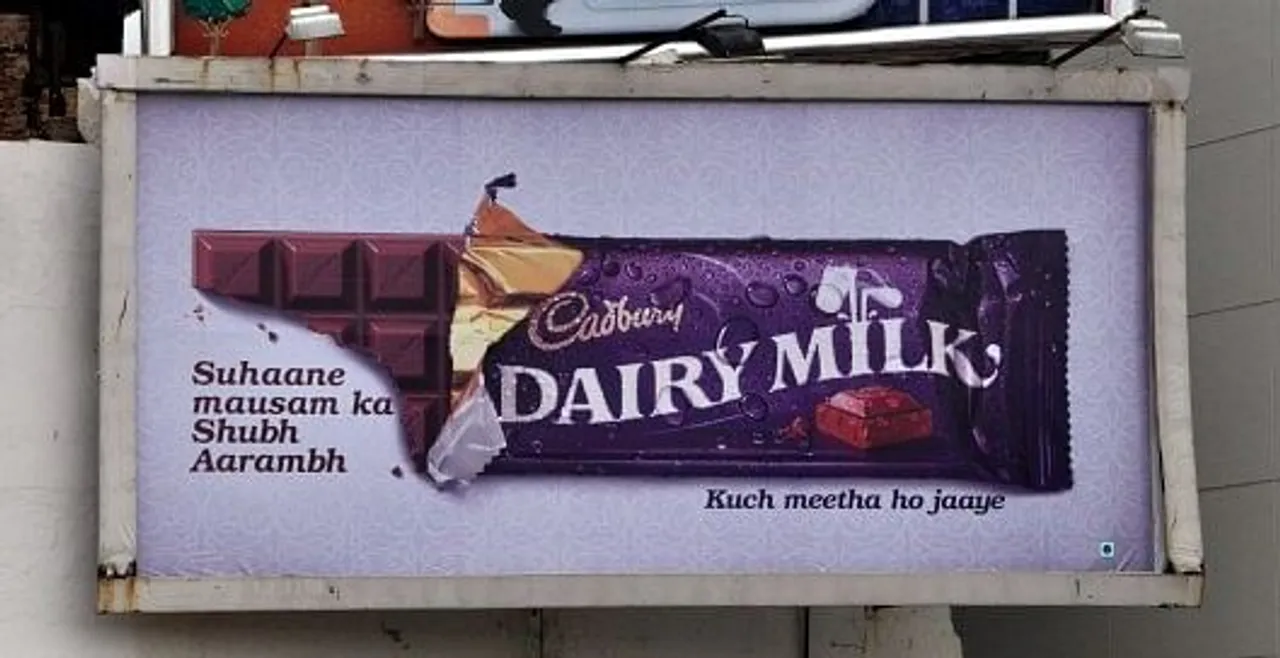 Cadbury
DAIRY MILK
Suhaane
mausam ka
Shubh
Aarambh
Kuch meetha ho jaaye